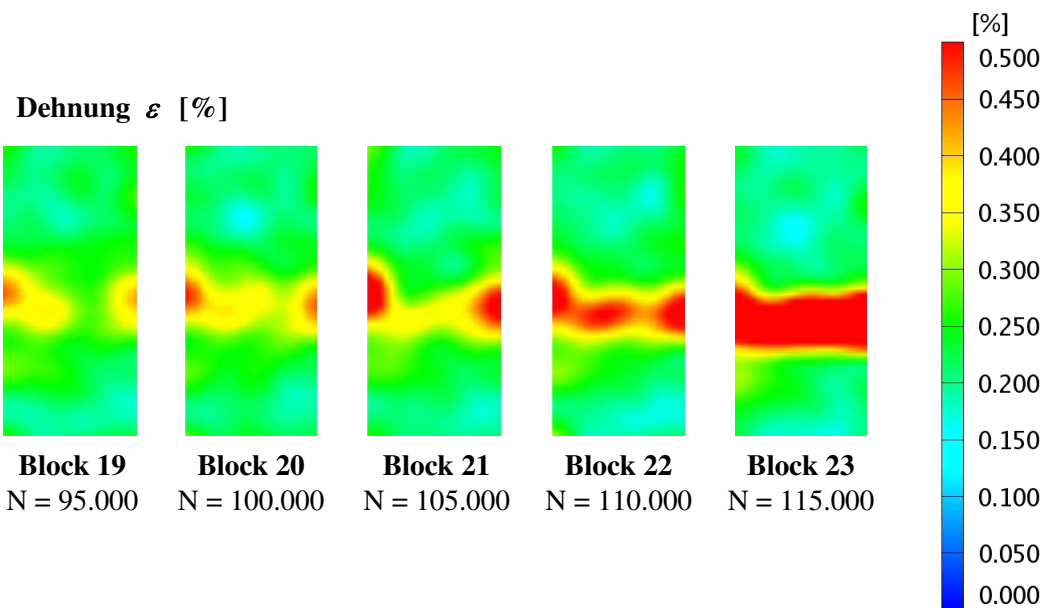 [%]
Dehnung ε [%]
0.500
0.450
0.400
0.350
0.300
0.250
0.200
0.150
0.100
0.050
0.000
Block 19
N = 95.000
Block 20
N = 100.000
Block 21
N = 105.000
Block 22
N = 110.000
Block 23
N = 115.000